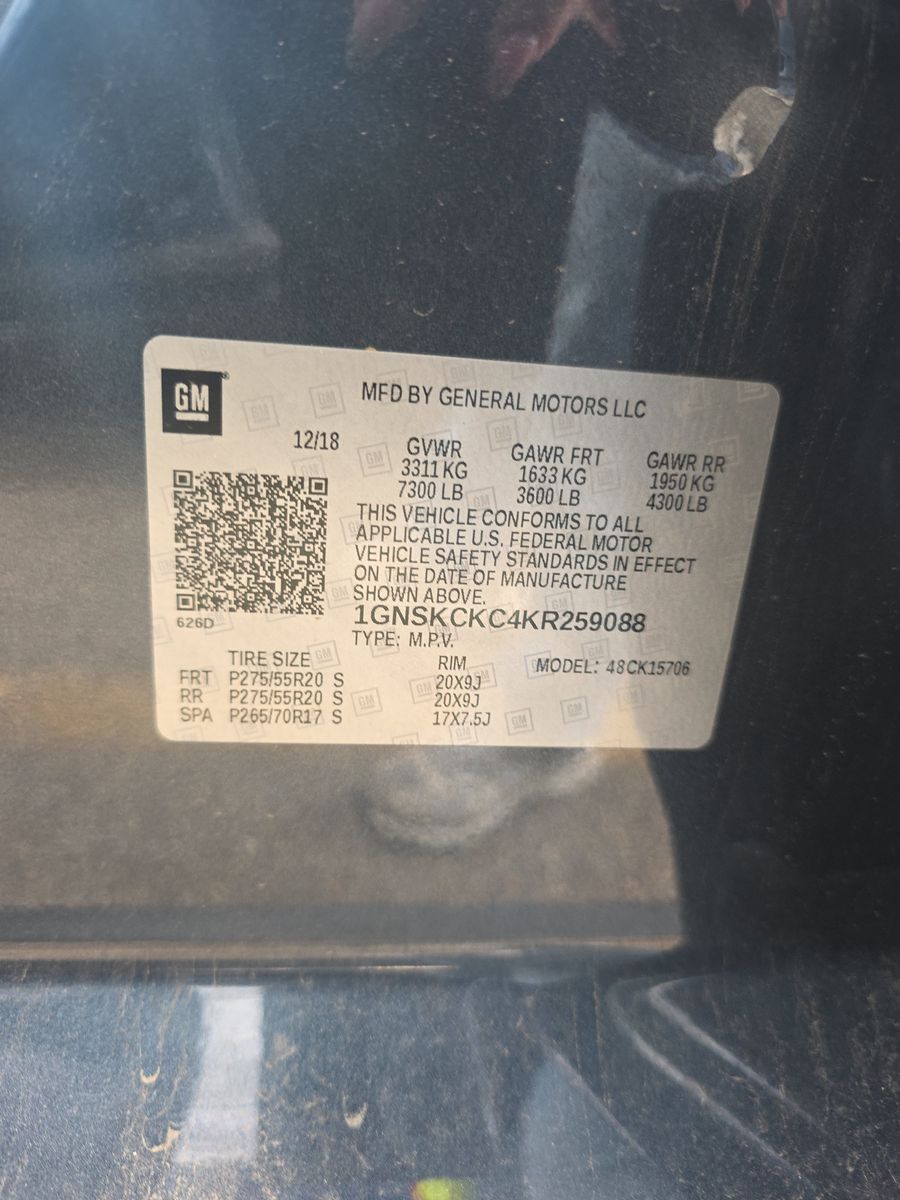 GM
MFD BY GENERAL MOTORS LLC
12/18
GVWR GAWR FRT GAWR RR
3311 KG 1633 KG 1950 KG
7300 LB 3600 LB 4300 LB
THIS VEHICLE CONFORMS TO ALL
APPLICABLE U.S. FEDERAL MOTOR
VEHICLE SAFETY STANDARDS IN EFFECT
ON THE DATE OF MANUFACTURE
SHOWN ABOVE.
626D
1GNSKCKC4KR259088
TYPE: M.P.V.
TIRE SIZE RIM MODEL: 48CK15706
FRT P275/55R20 S 20X9J
RR P275/55R20 S 20X9J
SPA P265/70R17 S 17X7.5J